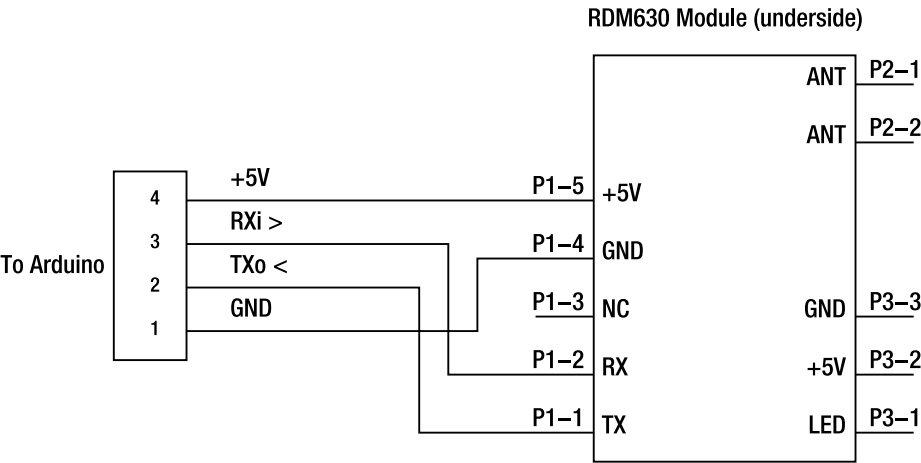 RDM630 Module (underside)
ANT P2–1
ANT P2–2
+5V
4
P1–5 +5V
RXi >
3
P1–4 GND
To Arduino
TXo <
2
GND
1
P1–3 NC
GND P3–3
P1–2 RX
+5V P3–2
P1–1 TX
LED P3–1